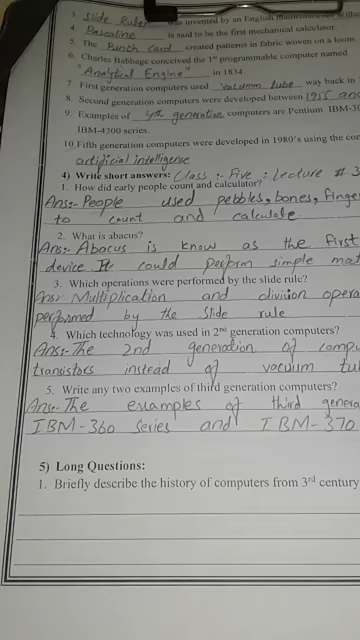 3. Slide Ruler was invented by an English
4. Pascaline is said to be the first mechanical calculator.
5. The Punch card created patterns in fabric woven on a loom
6. Charles Babbage conceived the 1st programmable computer named
"Analytical Engine" in 1834
7. First generation computers used vacuum tube way back in
8. Second generation computers were developed between 1955 and
9. Examples of 4th generation computers are Pentium IBM-30
IBM-4300 series.
10. Fifth generation computers were developed in 1980's using the
artificial intelligence
4) Write short answers: Class :- Five : Lecture # 3
1. How did early people count and calculator?
Ans:- People used pebbles, bones, finge
to count and calculate
2. What is abacus?
Ans:- Abacus is know as the first
device. It could perform simple mat
3. Which operations were performed by the slide rule?
Ans: Multiplication and division opera
performed by the slide rule
4. Which technology was used in 2nd generation computers?
Ans:- The 2nd generation of compu
transistors instead of vacuum tu
5. Write any two examples of third generation computers?
Ans:- The examples of third genera
IBM-360 series and IBM-370
5) Long Questions:
1. Briefly describe the history of computers from 3rd century